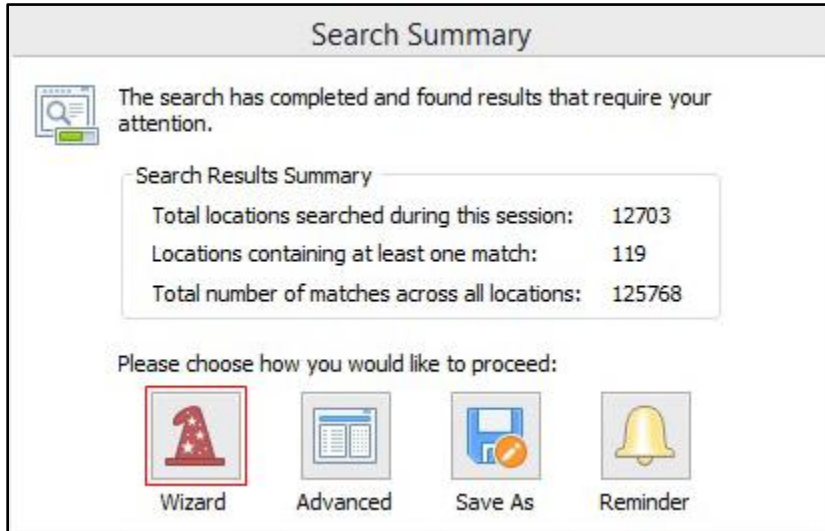 Search Summary
The search has completed and found results that require your
attention.
Search Results Summary
Total locations searched during this session: 12703
Locations containing at least one match: 119
Total number of matches across all locations: 125768
Please choose how you would like to proceed:
Wizard Advanced Save As Reminder